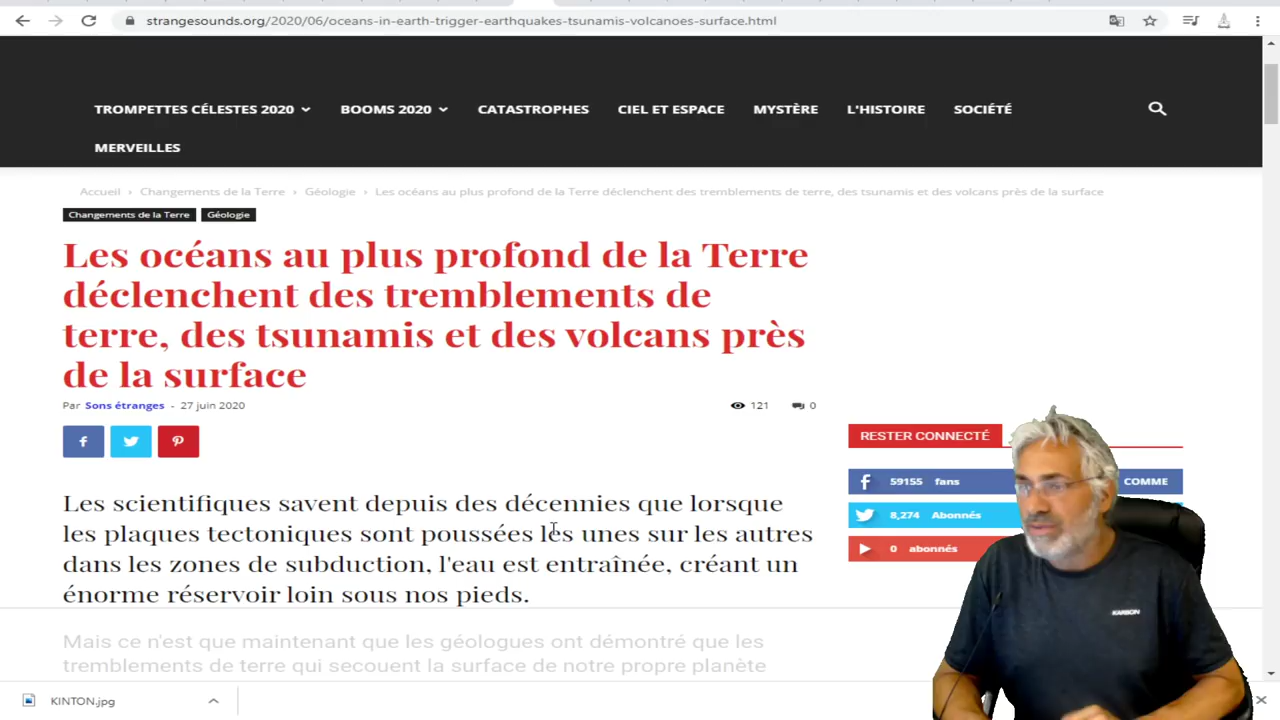 strangesounds.org/2020/06/oceans-in-earth-trigger-earthquakes-tsunamis-volcanoes-surface.html
TROMPETTES CÉLESTES 2020
BOOMS 2020
CATASTROPHES
CIEL ET ESPACE
MYSTÈRE
L'HISTOIRE
SOCIÉTÉ
MERVEILLES
Accueil › Changements de la Terre › Géologie › Les océans au plus profond de la Terre déclenchent des tremblements de terre, des tsunamis et des volcans près de la surface
Changements de la Terre
Géologie
Les océans au plus profond de la Terre
déclenchent des tremblements de
terre, des tsunamis et des volcans près
de la surface
Par Sons étranges - 27 juin 2020
121
0
Les scientifiques savent depuis des décennies que lorsque
les plaques tectoniques sont poussées les unes sur les autres
dans les zones de subduction, l'eau est entraînée, créant un
énorme réservoir loin sous nos pieds.
Mais ce n'est que maintenant que les géologues ont démontré que les
tremblements de terre qui secouent la surface de notre propre planète
RESTER CONNECTÉ
59155 fans
COMME
8,274 Abonnés
0 abonnés
KARBON
KINTON.jpg